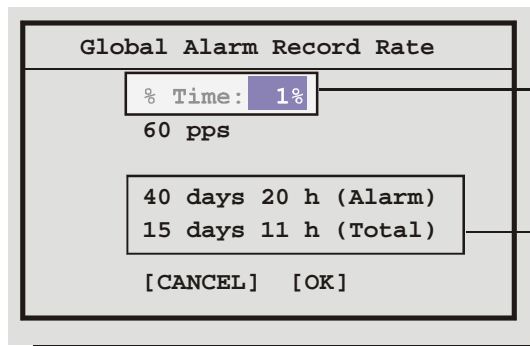 Global Alarm Record Rate
% Time: 1%
60 pps
40 days 20 h (Alarm)
15 days 11 h (Total)
[CANCEL] [OK]